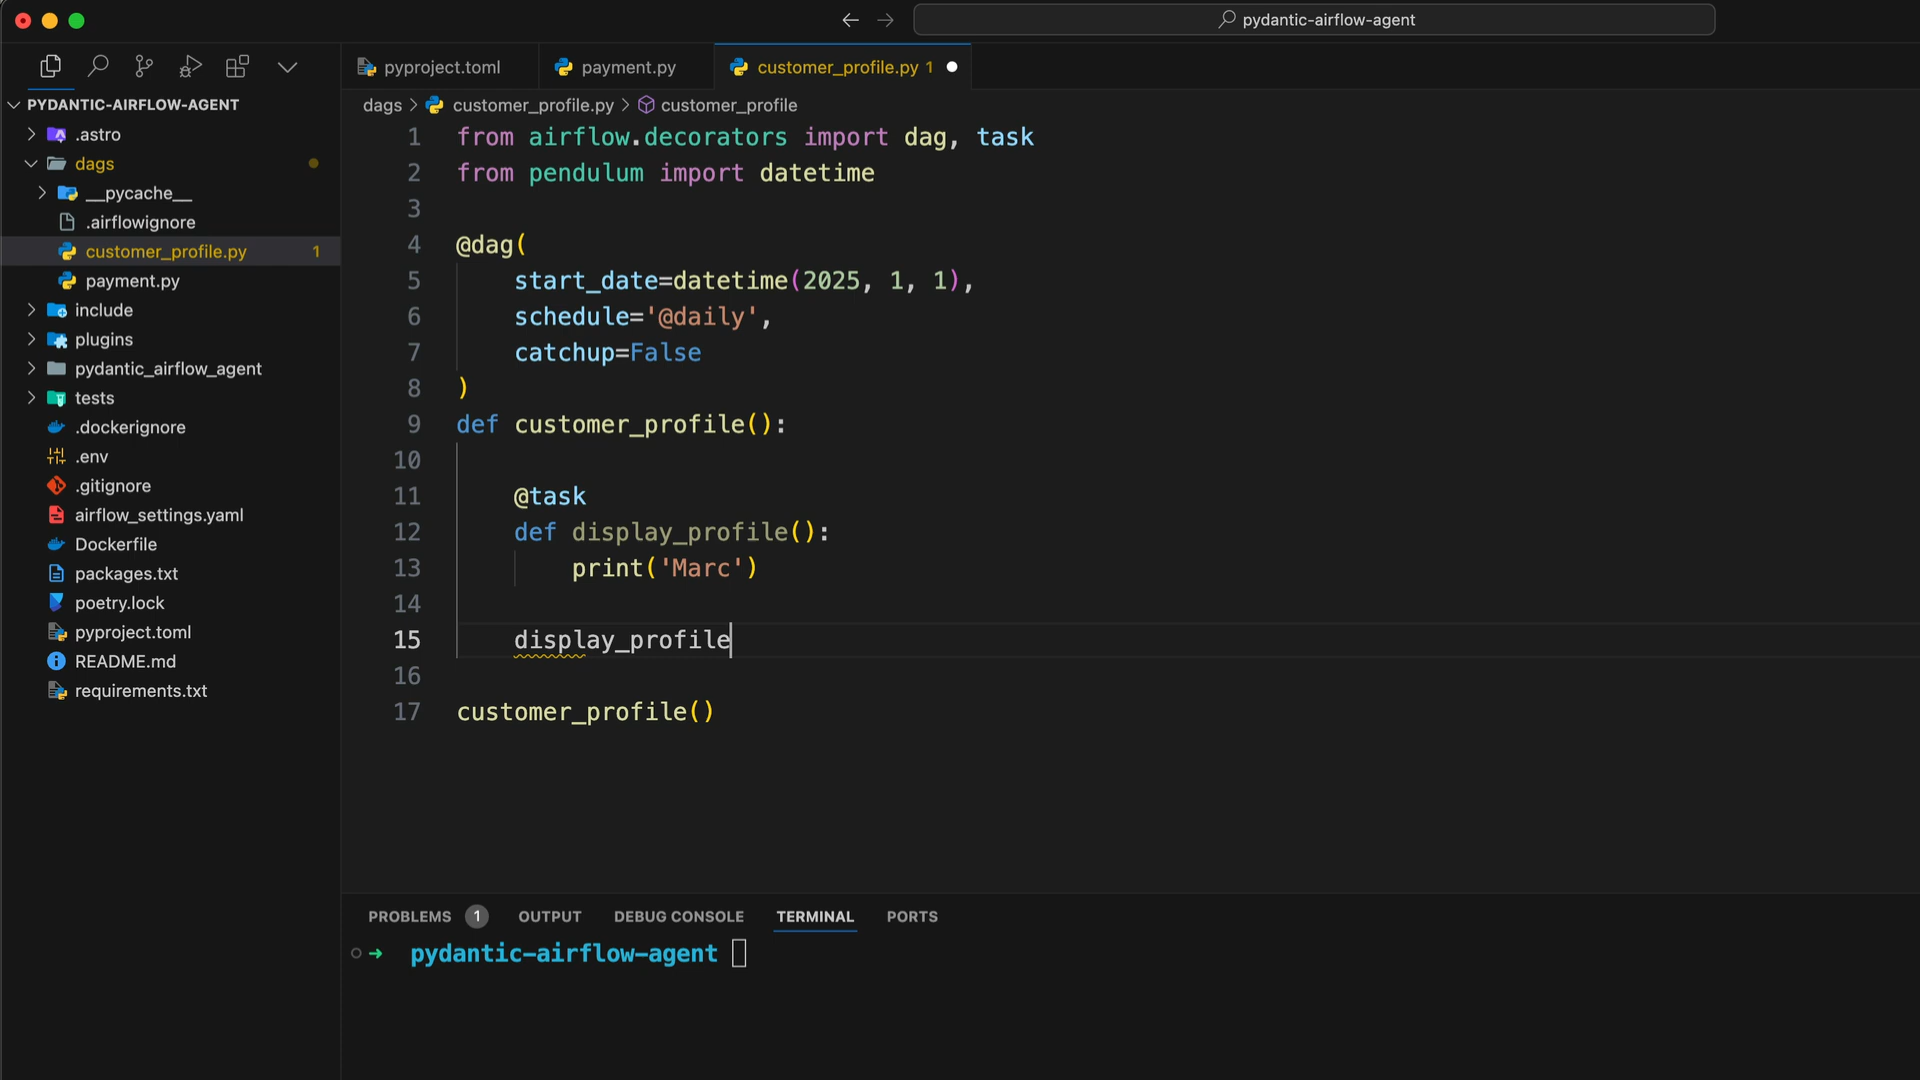 pydantic-airflow-agent
pyproject.toml
payment.py
customer_profile.py 1
PYDANTIC-AIRFLOW-AGENT
.astro
dags
__pycache__
.airflowignore
customer_profile.py 1
payment.py
include
plugins
pydantic_airflow_agent
tests
.dockerignore
.env
.gitignore
airflow_settings.yaml
Dockerfile
packages.txt
poetry.lock
pyproject.toml
README.md
requirements.txt
dags > customer_profile.py > customer_profile
1 from airflow.decorators import dag, task
2 from pendulum import datetime
3
4 @dag(
5 start_date=datetime(2025, 1, 1),
6 schedule='@daily',
7 catchup=False
8 )
9 def customer_profile():
10
11 @task
12 def display_profile():
13 print('Marc')
14
15 display_profile
16
17 customer_profile()
PROBLEMS 1 OUTPUT DEBUG CONSOLE TERMINAL PORTS
→ pydantic-airflow-agent